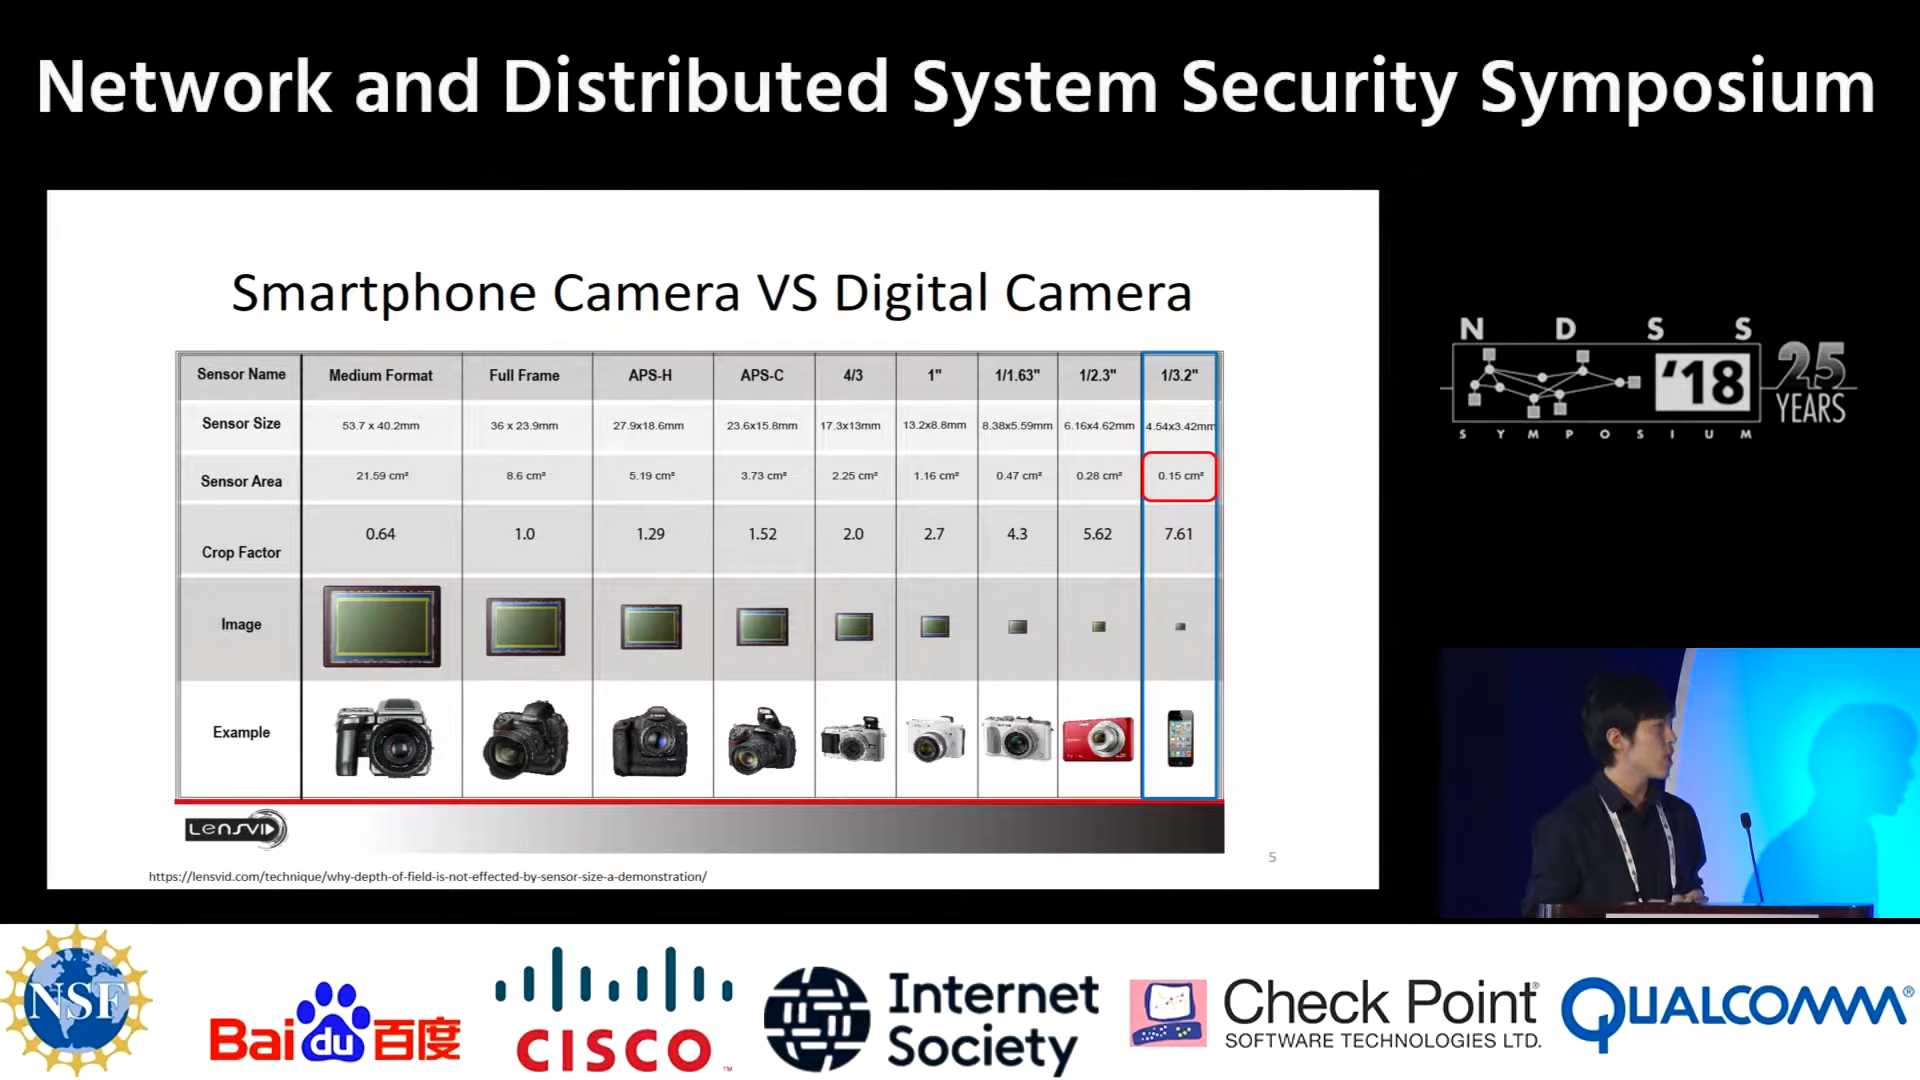 Network and Distributed System Security Symposium
Smartphone Camera VS Digital Camera
Sensor Name Medium Format Full Frame APS-H APS-C 4/3 1" 1/1.63" 1/2.3" 1/3.2"
Sensor Size 53.7 x 40.2mm 36 x 23.9mm 27.9x18.6mm 23.6x15.8mm 17.3x13mm 13.2x8.8mm 8.38x5.59mm 6.16x4.62mm 4.54x3.42mm
Sensor Area 21.59 cm² 8.6 cm² 5.19 cm² 3.73 cm² 2.25 cm² 1.16 cm² 0.47 cm² 0.28 cm² 0.15 cm²
Crop Factor 0.64 1.0 1.29 1.52 2.0 2.7 4.3 5.62 7.61
Image
Example
LENSVID
5
https://lensvid.com/technique/why-depth-of-field-is-not-effected-by-sensor-size-a-demonstration/
N D S S
'18
25
YEARS
S Y M P O S I U M
NSF
Baidu百度
CISCO™
Internet
Society
Check Point®
SOFTWARE TECHNOLOGIES LTD.
QUALCOMM®